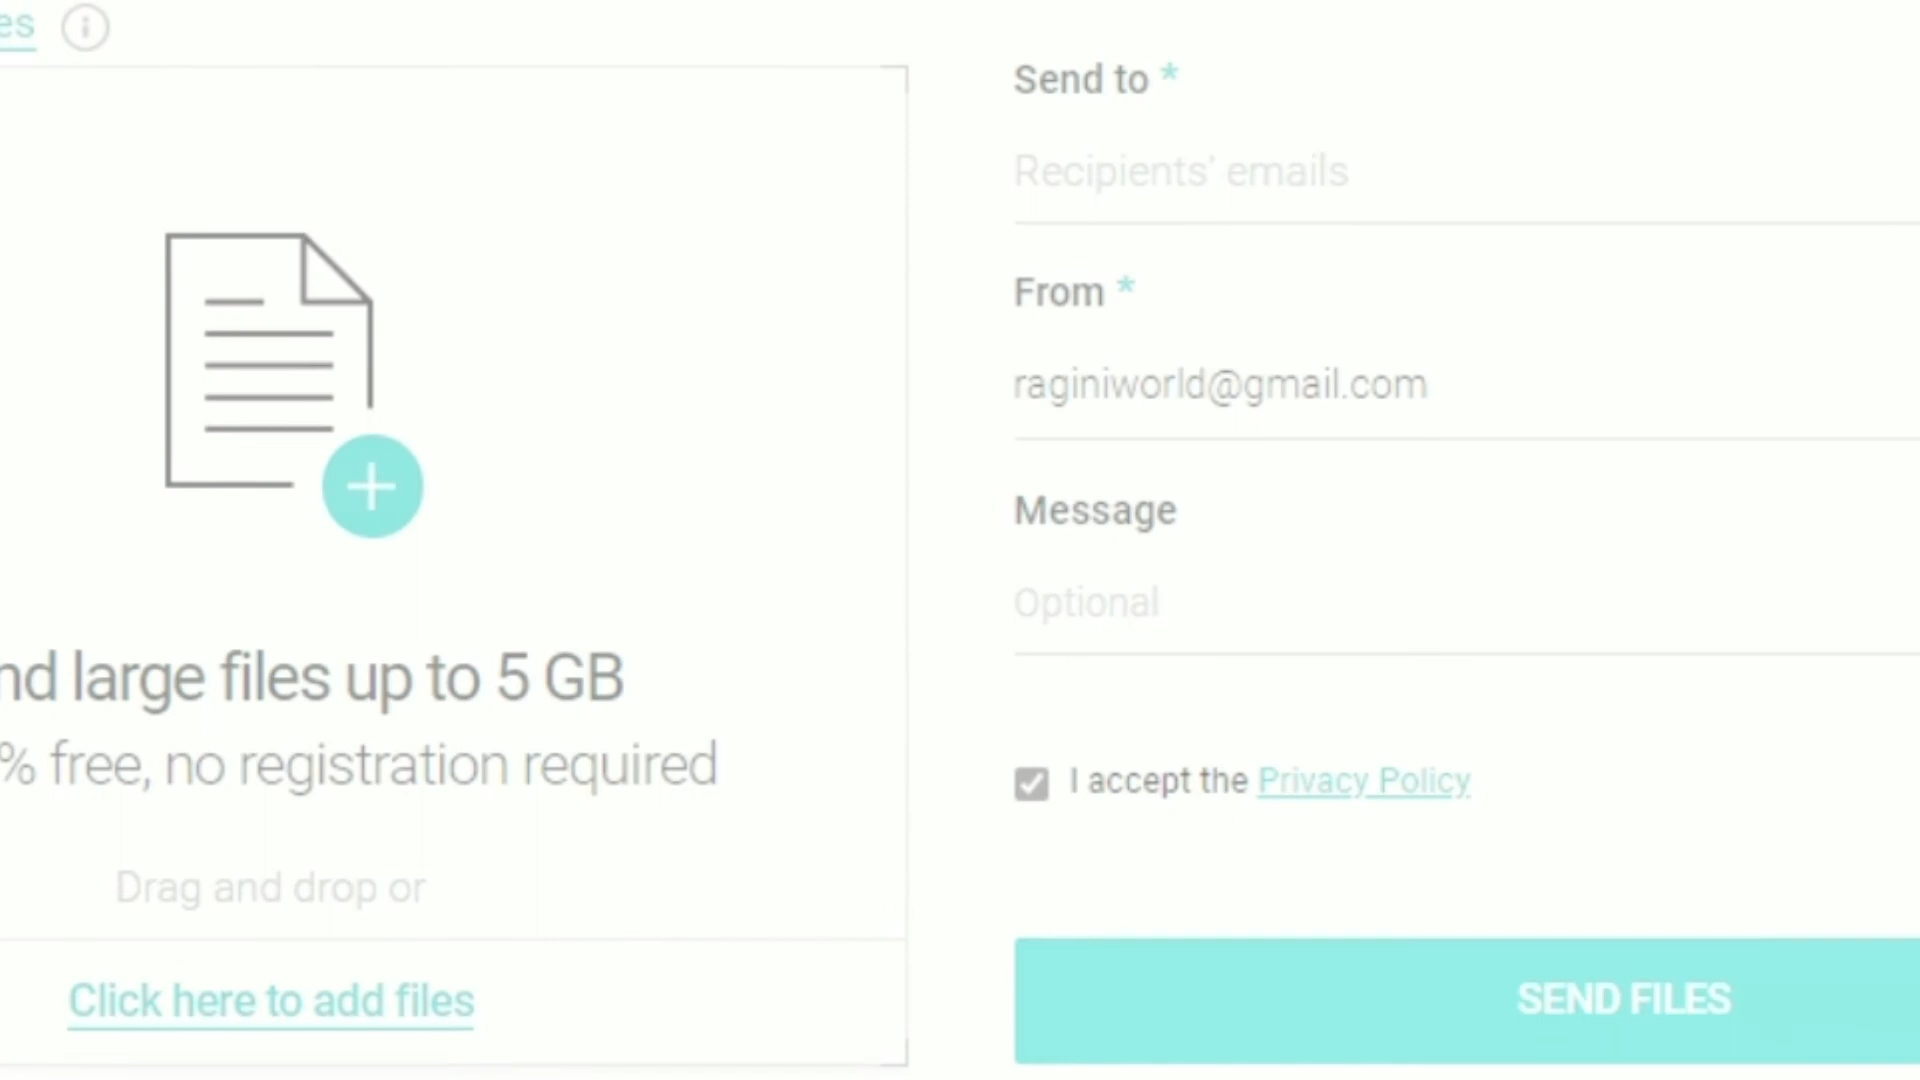 es
Send to *
Recipients' emails
From *
raginiworld@gmail.com
Message
Optional
nd large files up to 5 GB
% free, no registration required
I accept the Privacy Policy
Drag and drop or
Click here to add files
SEND FILES